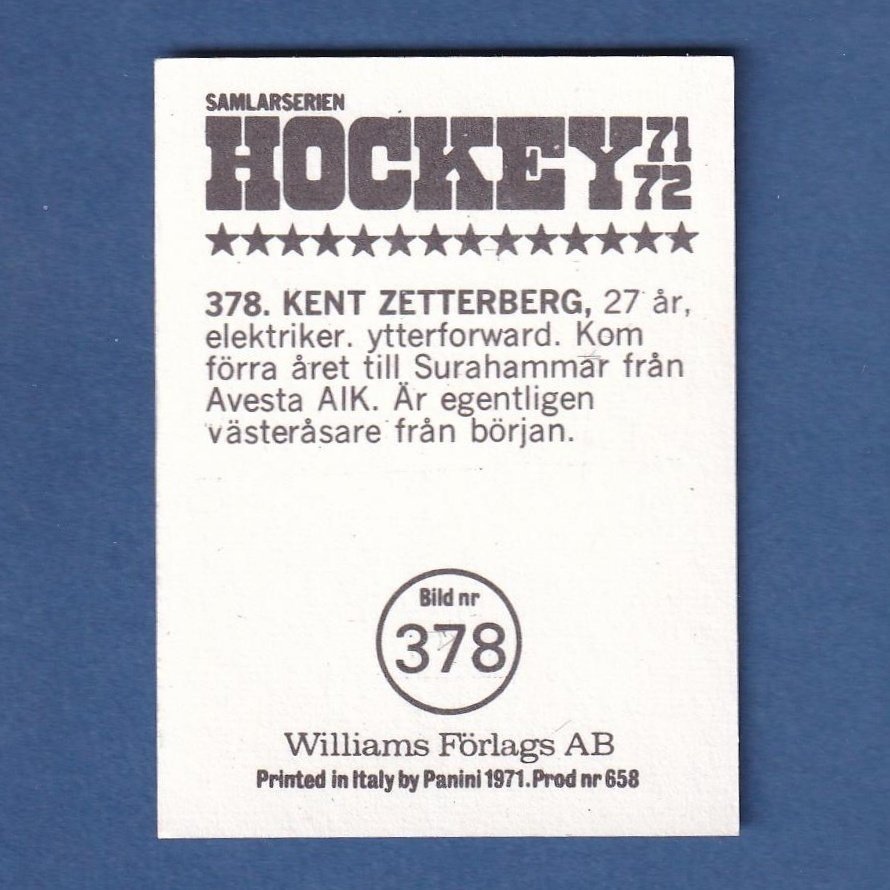 SAMLARSERIEN
HOCKEY 71 72
★★★★★★★★★★★★★★
378. KENT ZETTERBERG, 27 år,
elektriker. ytterforward. Kom
förra året till Surahammar från
Avesta AIK. Är egentligen
västeråsare från början.
Bild nr
378
Williams Förlags AB
Printed in Italy by Panini 1971. Prod nr 658